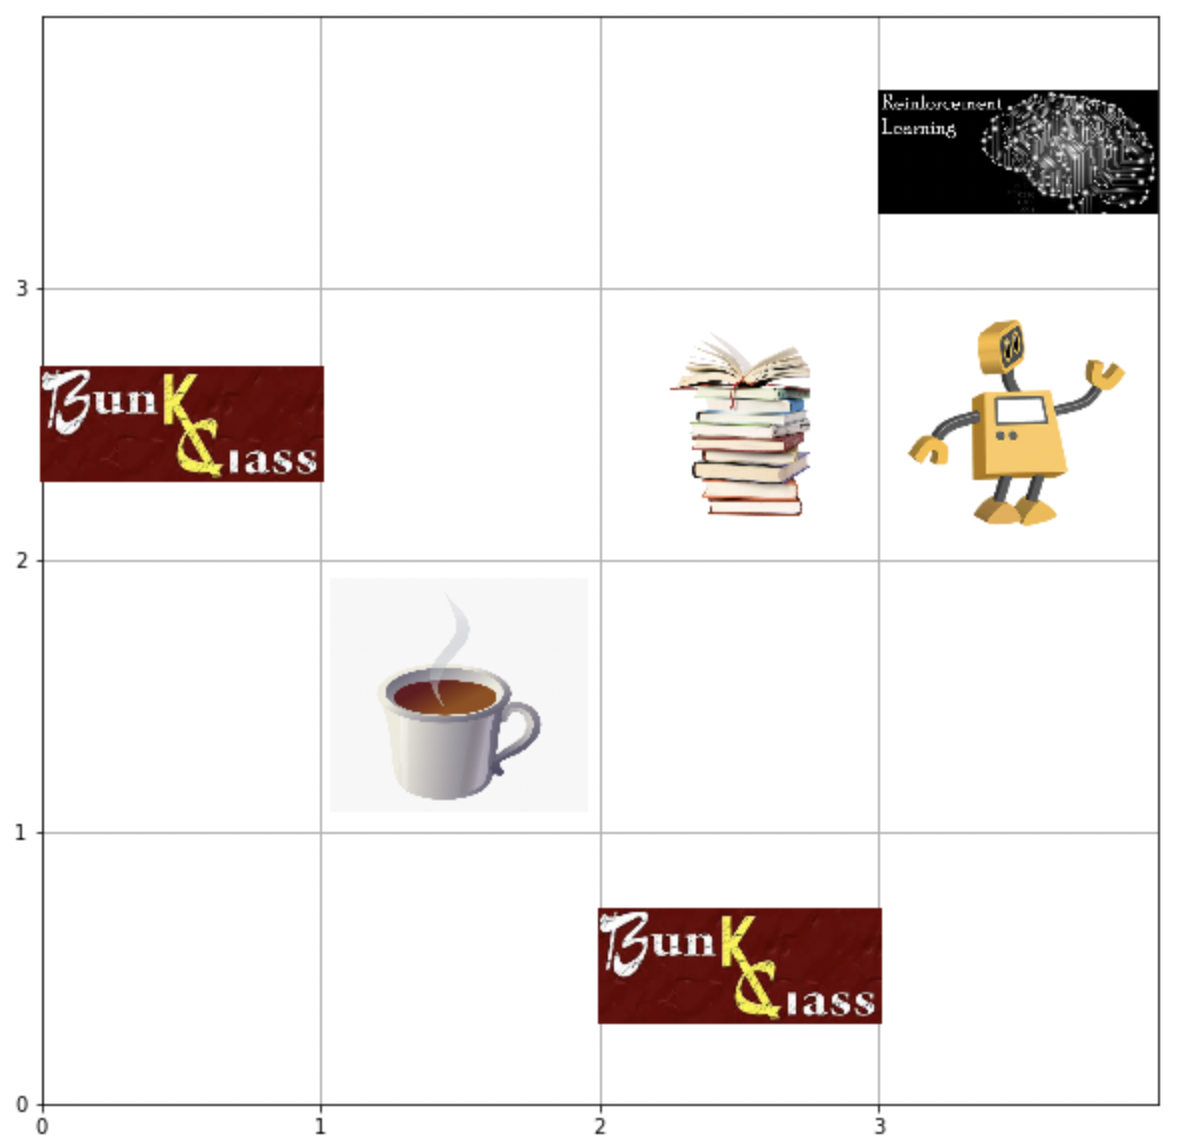 Reinforcement
Learning
3
BunK
Class
2
1
BunK
Class
0
0 1 2 3